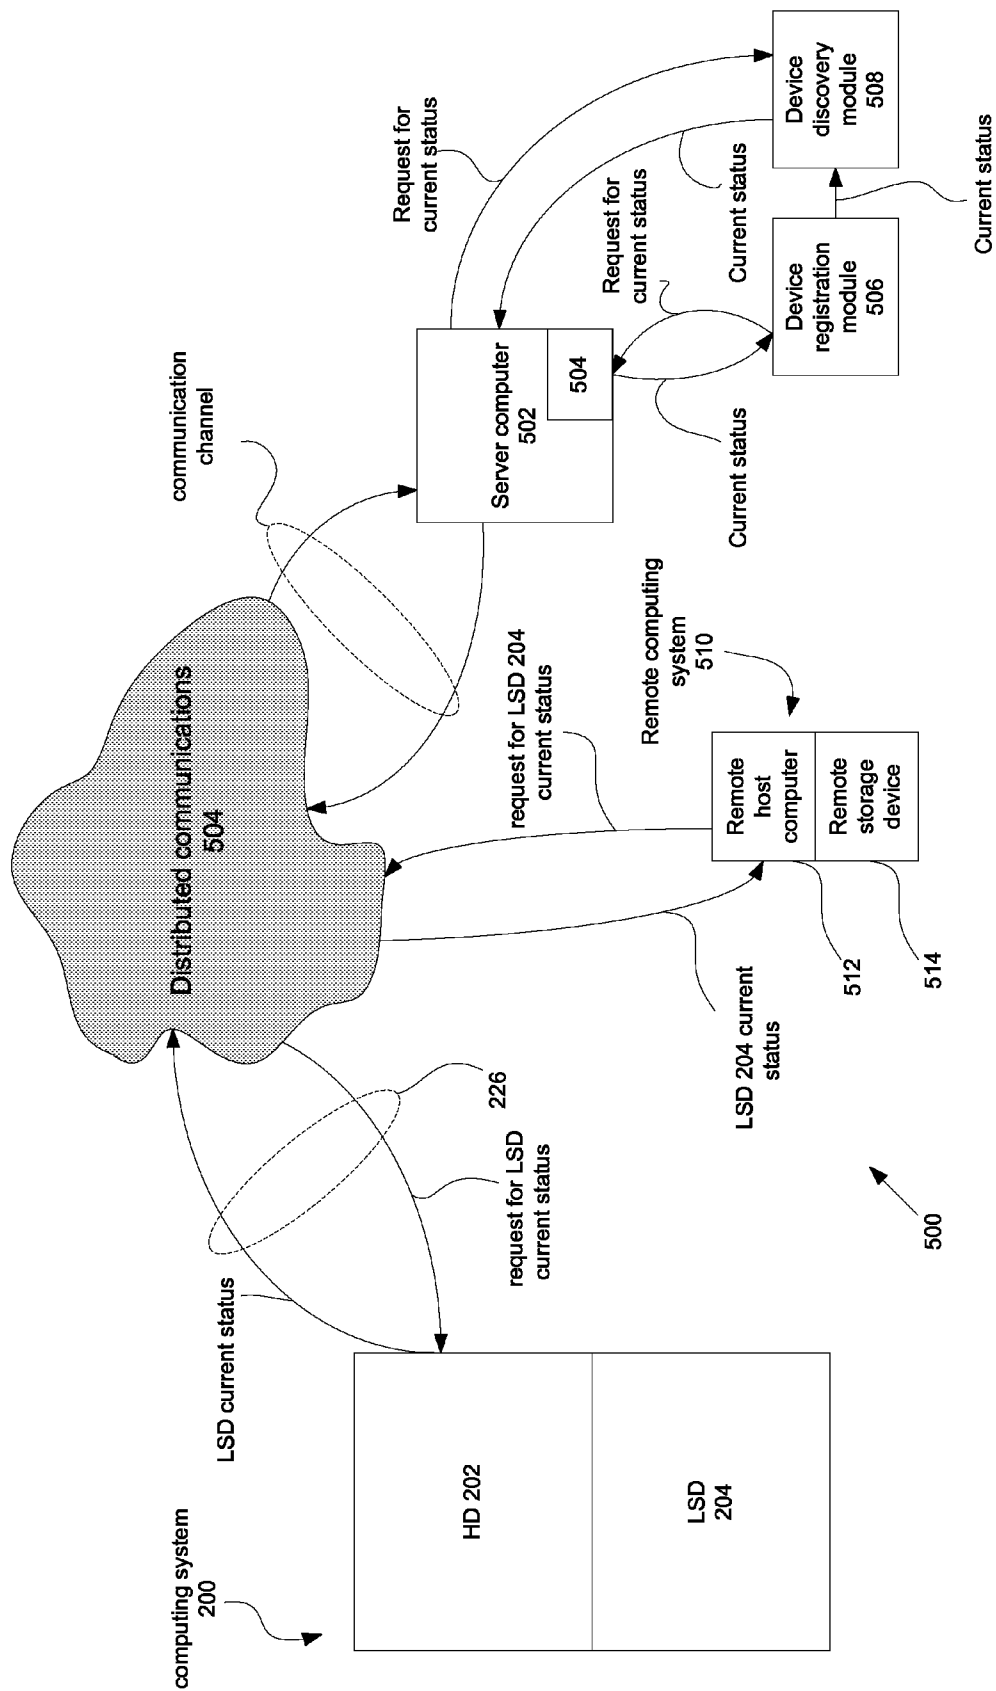 computing system
200
HD 202
LSD
204
LSD current status
request for LSD
current status
226
Distributed communications
504
communication
channel
Server computer
502
504
Request for
current status
Current status
Request for
current status
Current status
Device
discovery
module
508
Device
registration
module
506
Current status
request for LSD 204
current status
LSD 204 current
status
Remote computing
system
510
Remote
host
computer
Remote
storage
device
512
514
500